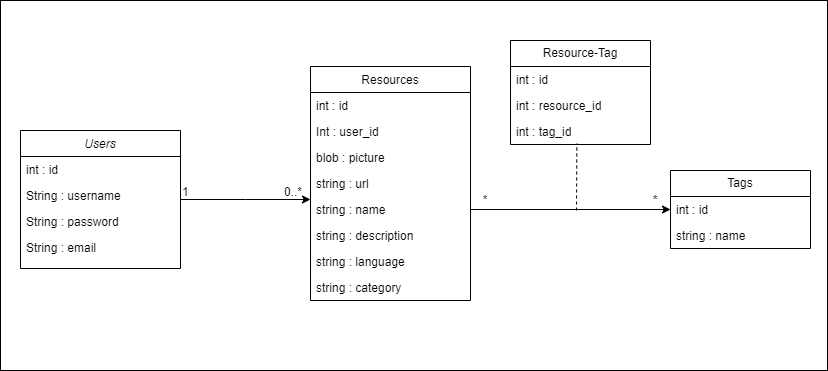 Users
int : id
String : username
String : password
String : email
1
0..*
Resources
int : id
Int : user_id
blob : picture
string : url
string : name
string : description
string : language
string : category
*
*
Resource-Tag
int : id
int : resource_id
int : tag_id
Tags
int : id
string : name